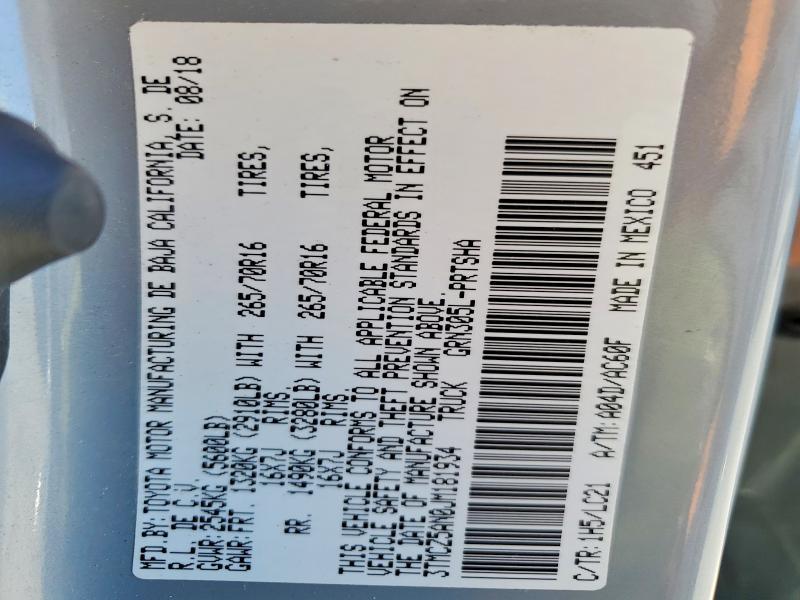 MFD.BY: TOYOTA MOTOR MANUFACTURING DE BAJA CALIFORNIA, S. DE
R.L. DE C.V. DATE: 08/18
GVWR: 2545KG (5600LB)
GAWR: FRT. 1320KG (2910LB) WITH 265/70R16 TIRES,
16X7J RIMS.
RR. 1490KG (3280LB) WITH 265/70R16 TIRES,
16X7J RIMS.
THIS VEHICLE CONFORMS TO ALL APPLICABLE FEDERAL MOTOR
VEHICLE SAFETY AND THEFT PREVENTION STANDARDS IN EFFECT ON
THE DATE OF MANUFACTURE SHOWN ABOVE.
3TMCZ5AN0JM181934 TRUCK GRN305L-PRTSHA
C/TR: 1H5/LC21 A/TM: A04D/AC60F MADE IN MEXICO 451